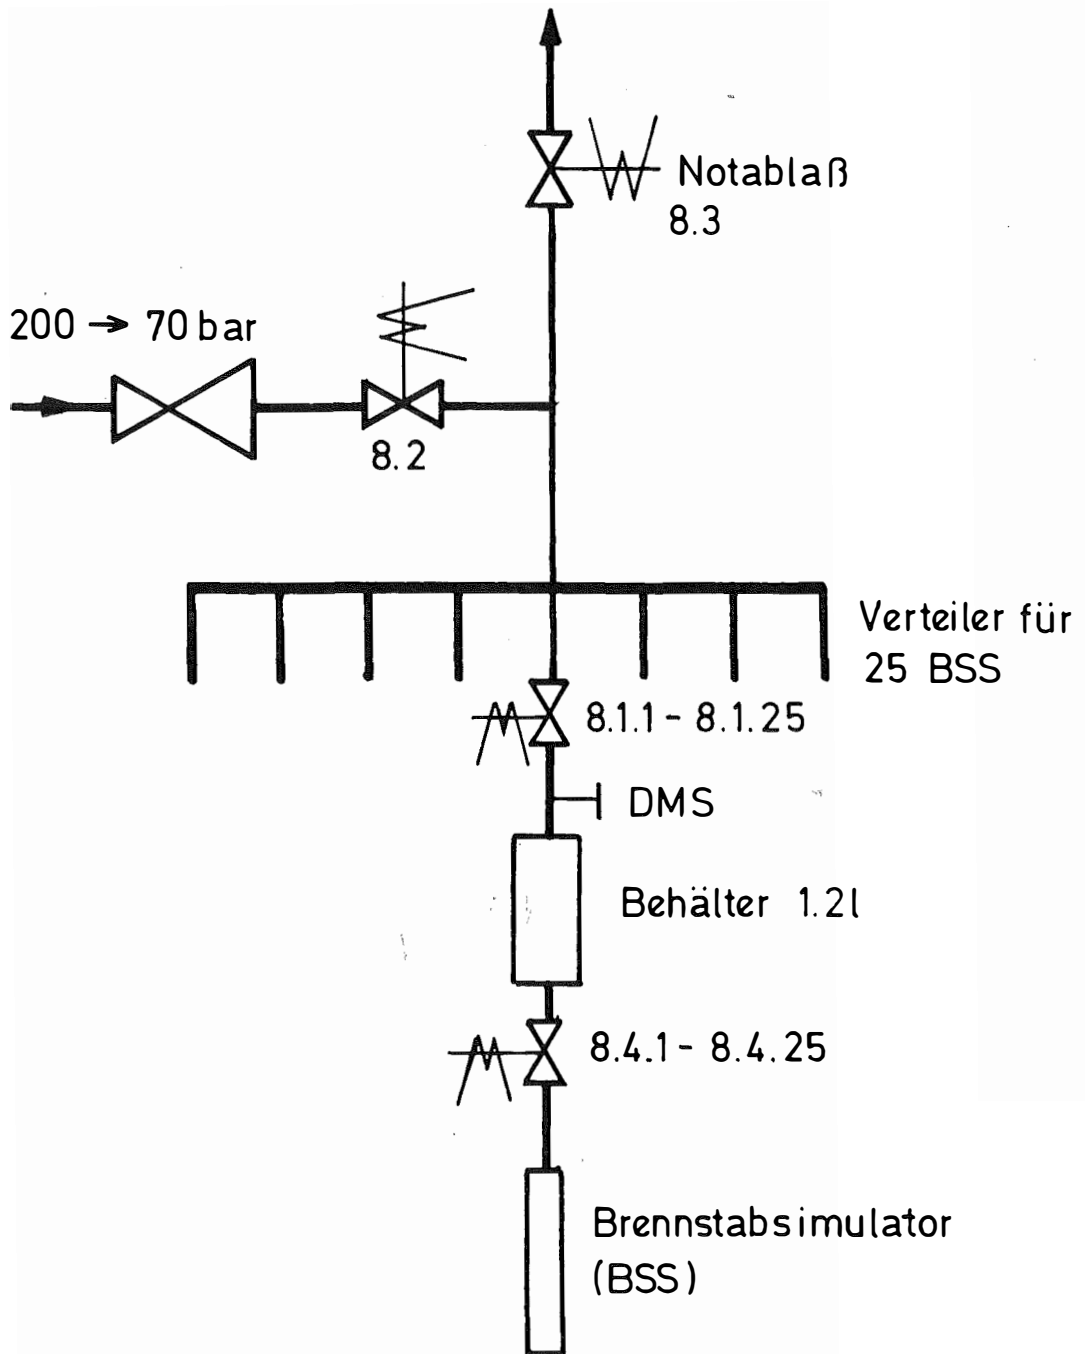 Notablaß
8.3
200 → 70 bar
8.2
Verteiler für
25 BSS
8.1.1 - 8.1.25
DMS
Behälter 1.2l
8.4.1 - 8.4.25
Brennstabsimulator
(BSS)